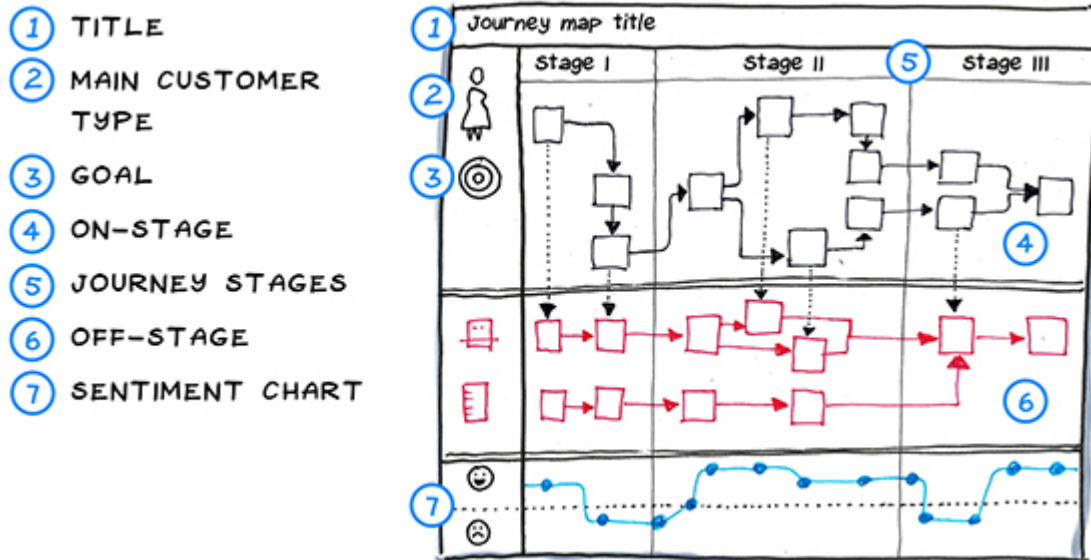 1 TITLE
2 MAIN CUSTOMER
TYPE
3 GOAL
4 ON-STAGE
5 JOURNEY STAGES
6 OFF-STAGE
7 SENTIMENT CHART
1 Journey map title
Stage I
Stage II
5
Stage III
2
3
4
6
7